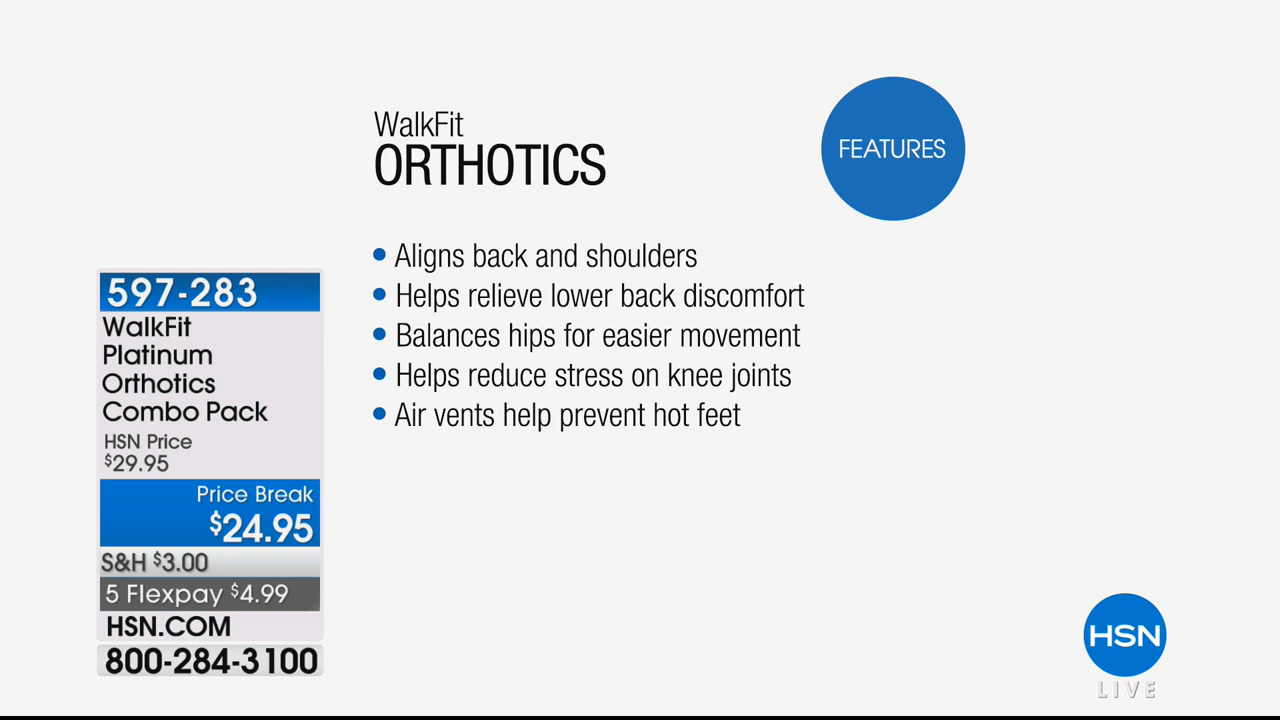 WalkFit
ORTHOTICS
FEATURES
• Aligns back and shoulders
• Helps relieve lower back discomfort
• Balances hips for easier movement
• Helps reduce stress on knee joints
• Air vents help prevent hot feet
597-283
WalkFit
Platinum
Orthotics
Combo Pack
HSN Price
$29.95
Price Break
$24.95
S&H $3.00
5 Flexpay $4.99
HSN.COM
800-284-3100
HSN
LIVE